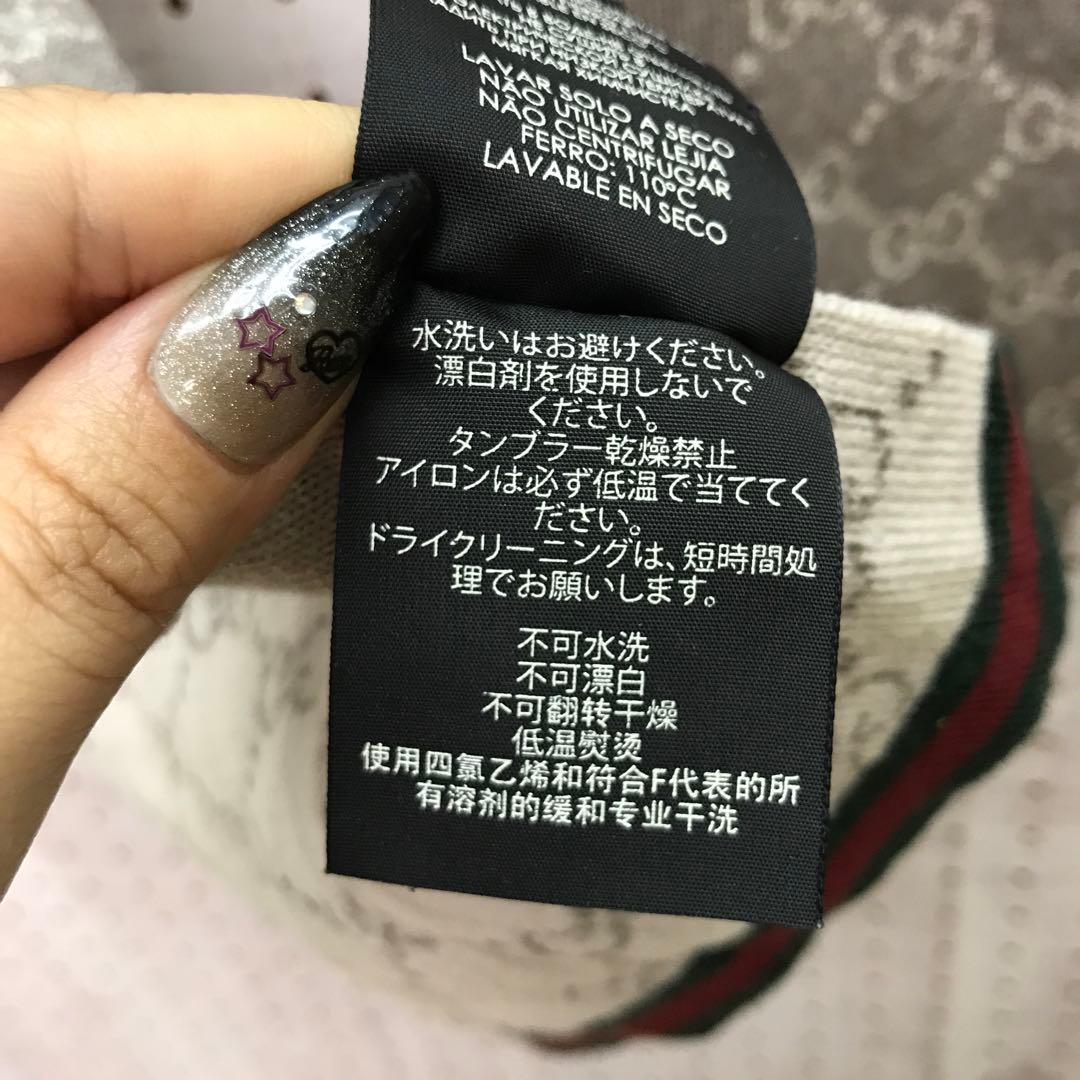 МЯГКАЯ ХИМЧИСТКА
LAVAR SOLO A SECO
NÃO UTILIZAR LEJIA
NÃO CENTRIFUGAR
FERRO: 110°C
LAVABLE EN SECO
水洗いはお避けください。
漂白剤を使用しないで
ください。
タンブラー乾燥禁止
アイロンは必ず低温で当ててく
ださい。
ドライクリーニングは、短時間処
理でお願いします。
不可水洗
不可漂白
不可翻转干燥
低温熨烫
使用四氯乙烯和符合F代表的所
有溶剂的缓和专业干洗